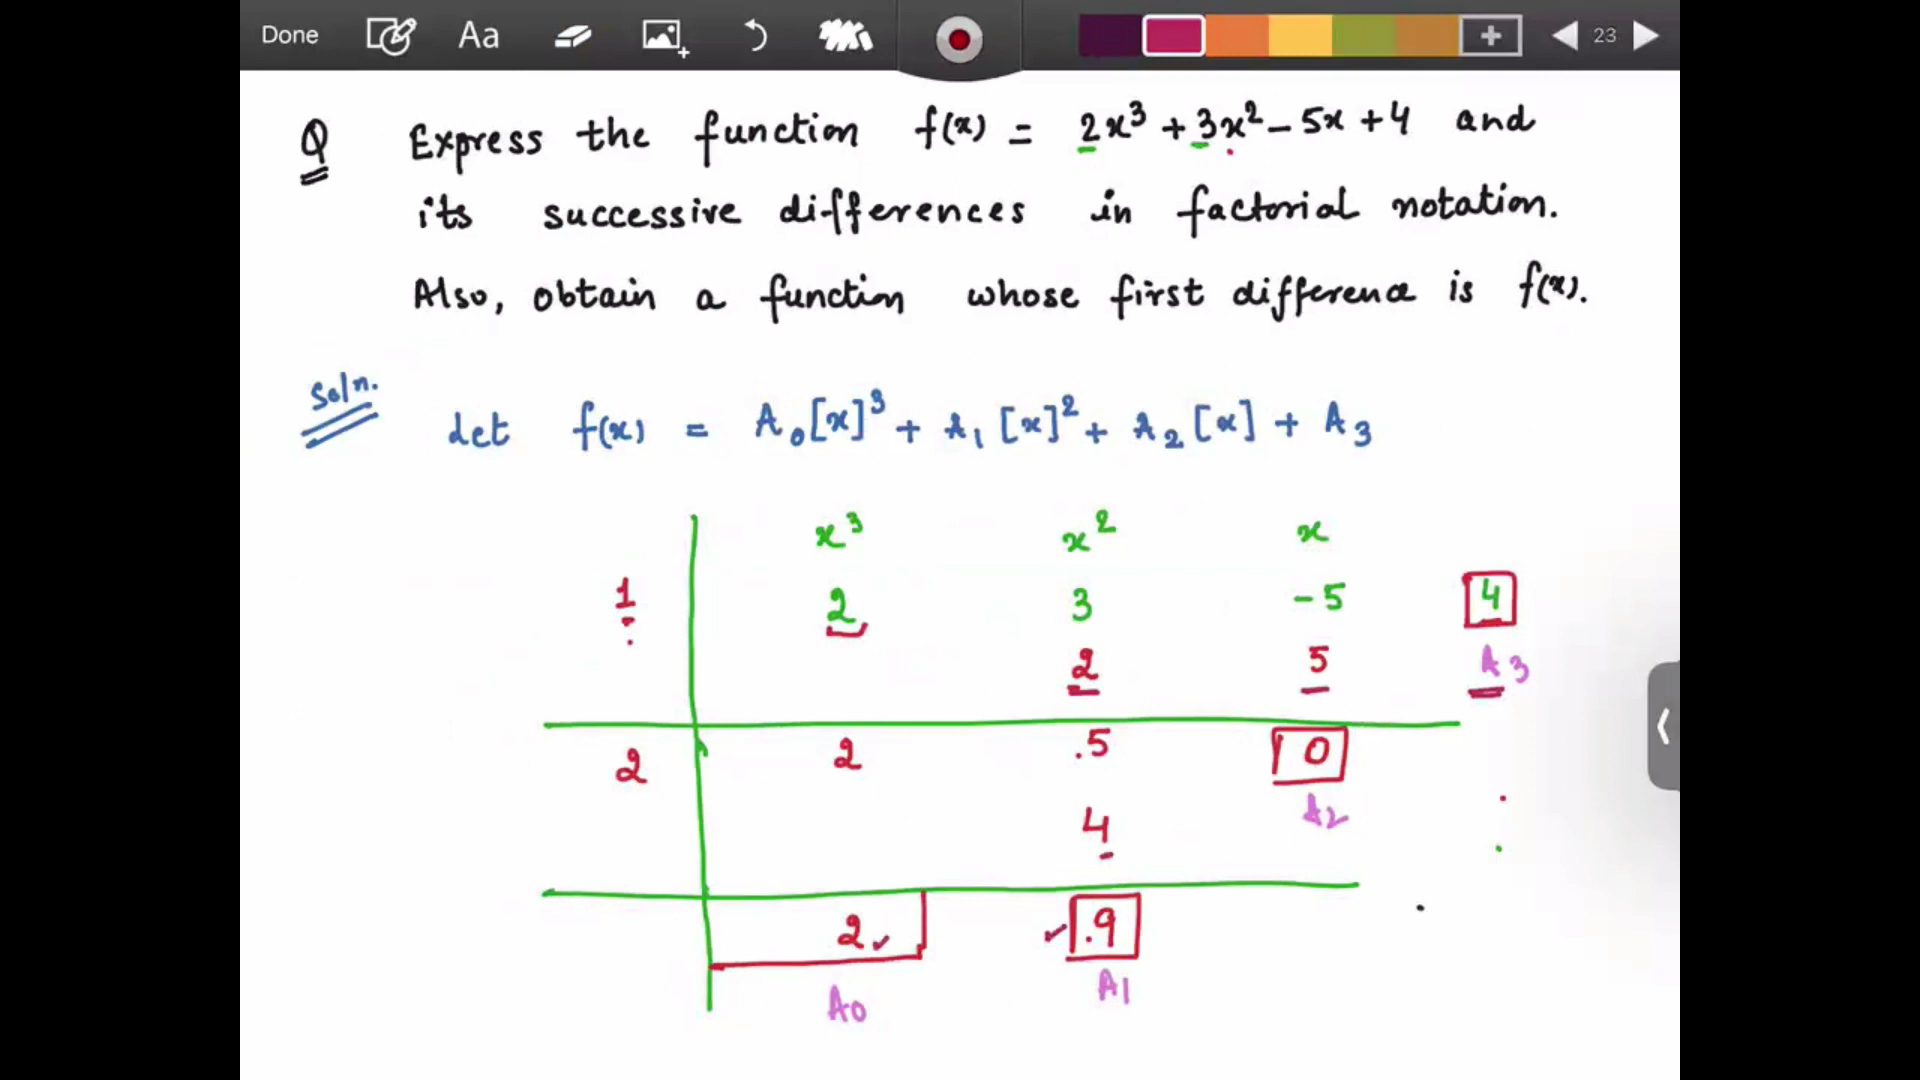 Done Aa 23
Q Express the function f(x) = 2x³ + 3x² - 5x + 4 and
its successive differences in factorial notation.
Also, obtain a function whose first difference is f(x).
Soln.
Let f(x) = A₀[x]³ + A₁[x]² + A₂[x] + A₃
x³ x² x
1 2 3 -5 4
2 5 A3
2 2 5 0
4 A2
2 9
A0 A1